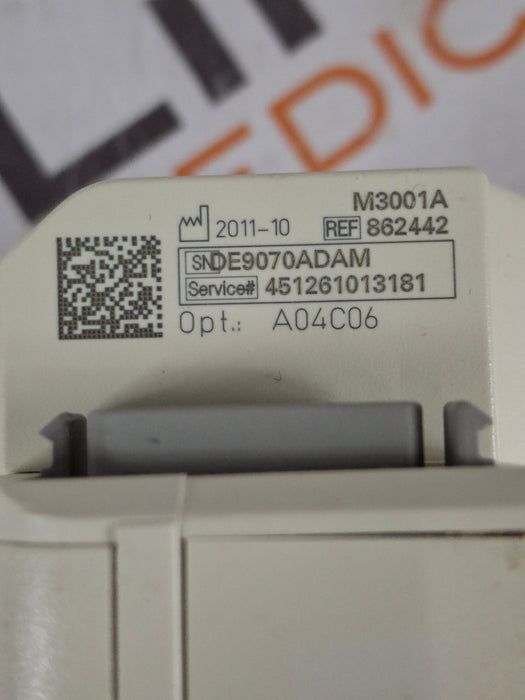 M3001A
2011-10 REF 862442
SN DE9070ADAM
Service# 451261013181
Opt.: A04C06